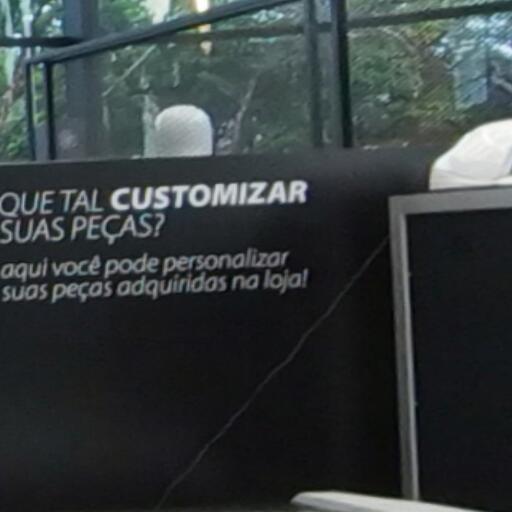 QUE TAL CUSTOMIZAR
SUAS PEÇAS?
aqui você pode personalizar
suas peças adquiridas na loja!